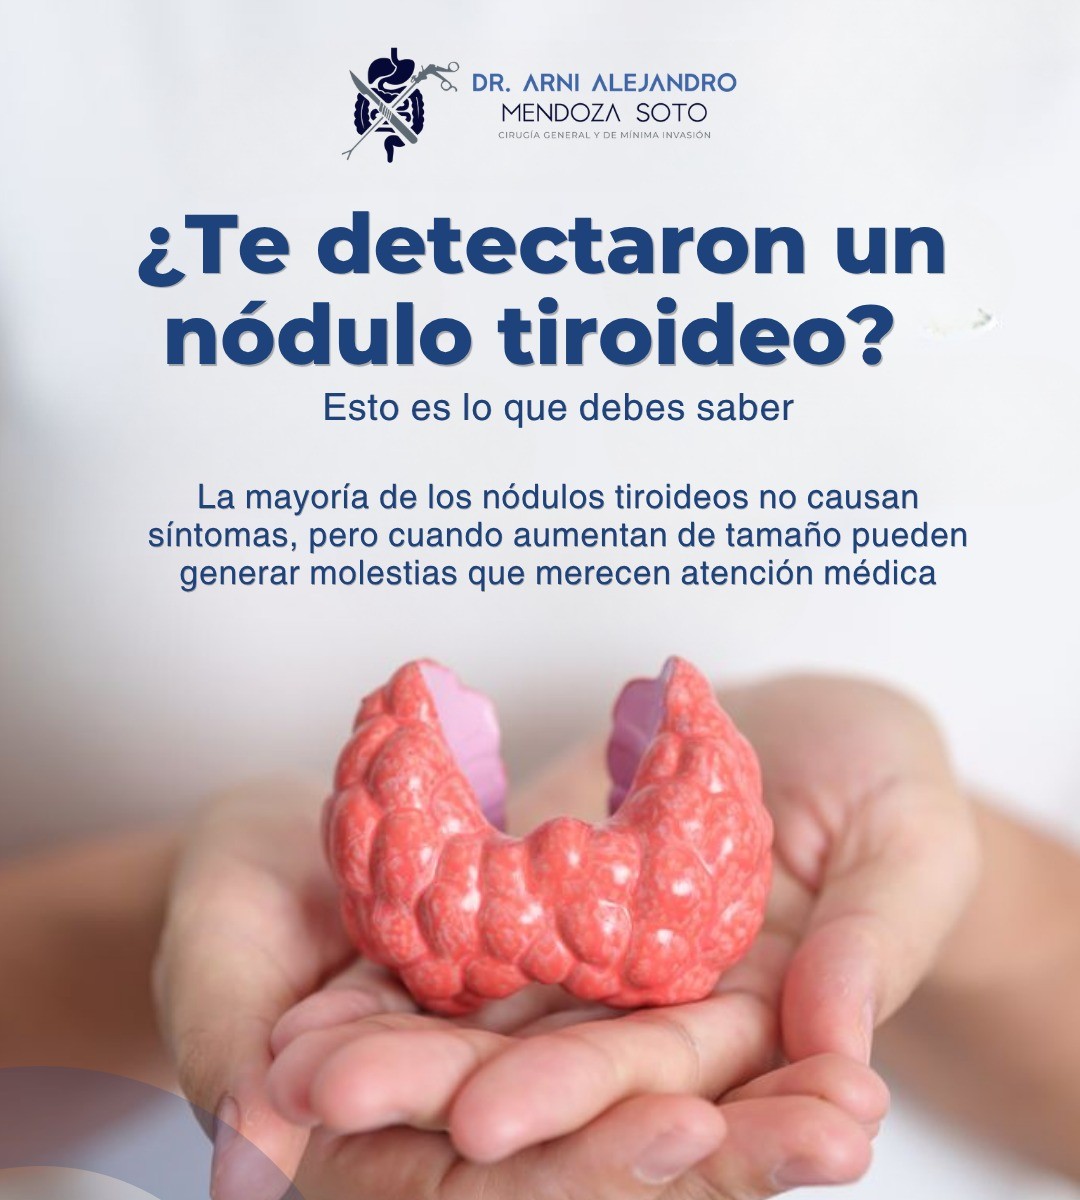 DR. ARNI ALEJANDRO
MENDOZA SOTO
CIRUGÍA GENERAL Y DE MÍNIMA INVASIÓN
¿Te detectaron un
nódulo tiroideo?
Esto es lo que debes saber
La mayoría de los nódulos tiroideos no causan
síntomas, pero cuando aumentan de tamaño pueden
generar molestias que merecen atención médica